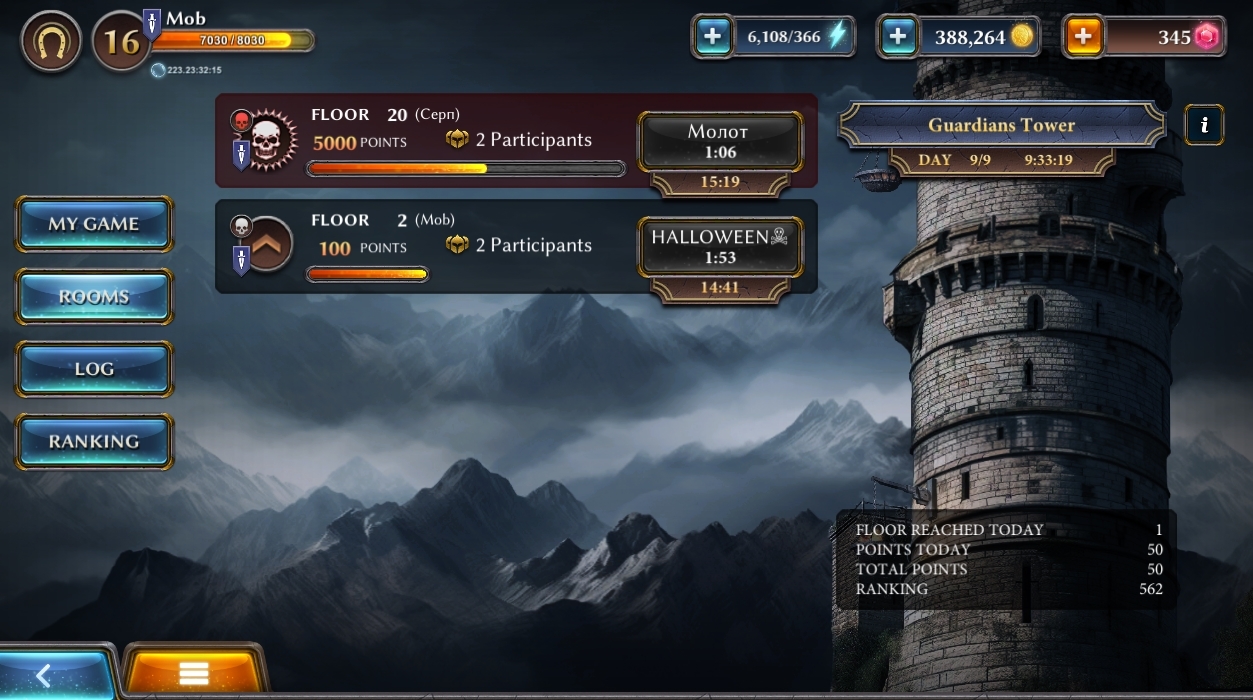 Mob
16
7030 / 8030
223.23:32:15
6,108/366
388,264
345
FLOOR 20 (Серп)
5000 POINTS
2 Participants
Молот
1:06
15:19
FLOOR 2 (Mob)
100 POINTS
2 Participants
HALLOWEEN☠
1:53
14:41
Guardians Tower
i
DAY 9/9 9:33:19
MY GAME
ROOMS
LOG
RANKING
FLOOR REACHED TODAY 1
POINTS TODAY 50
TOTAL POINTS 50
RANKING 562